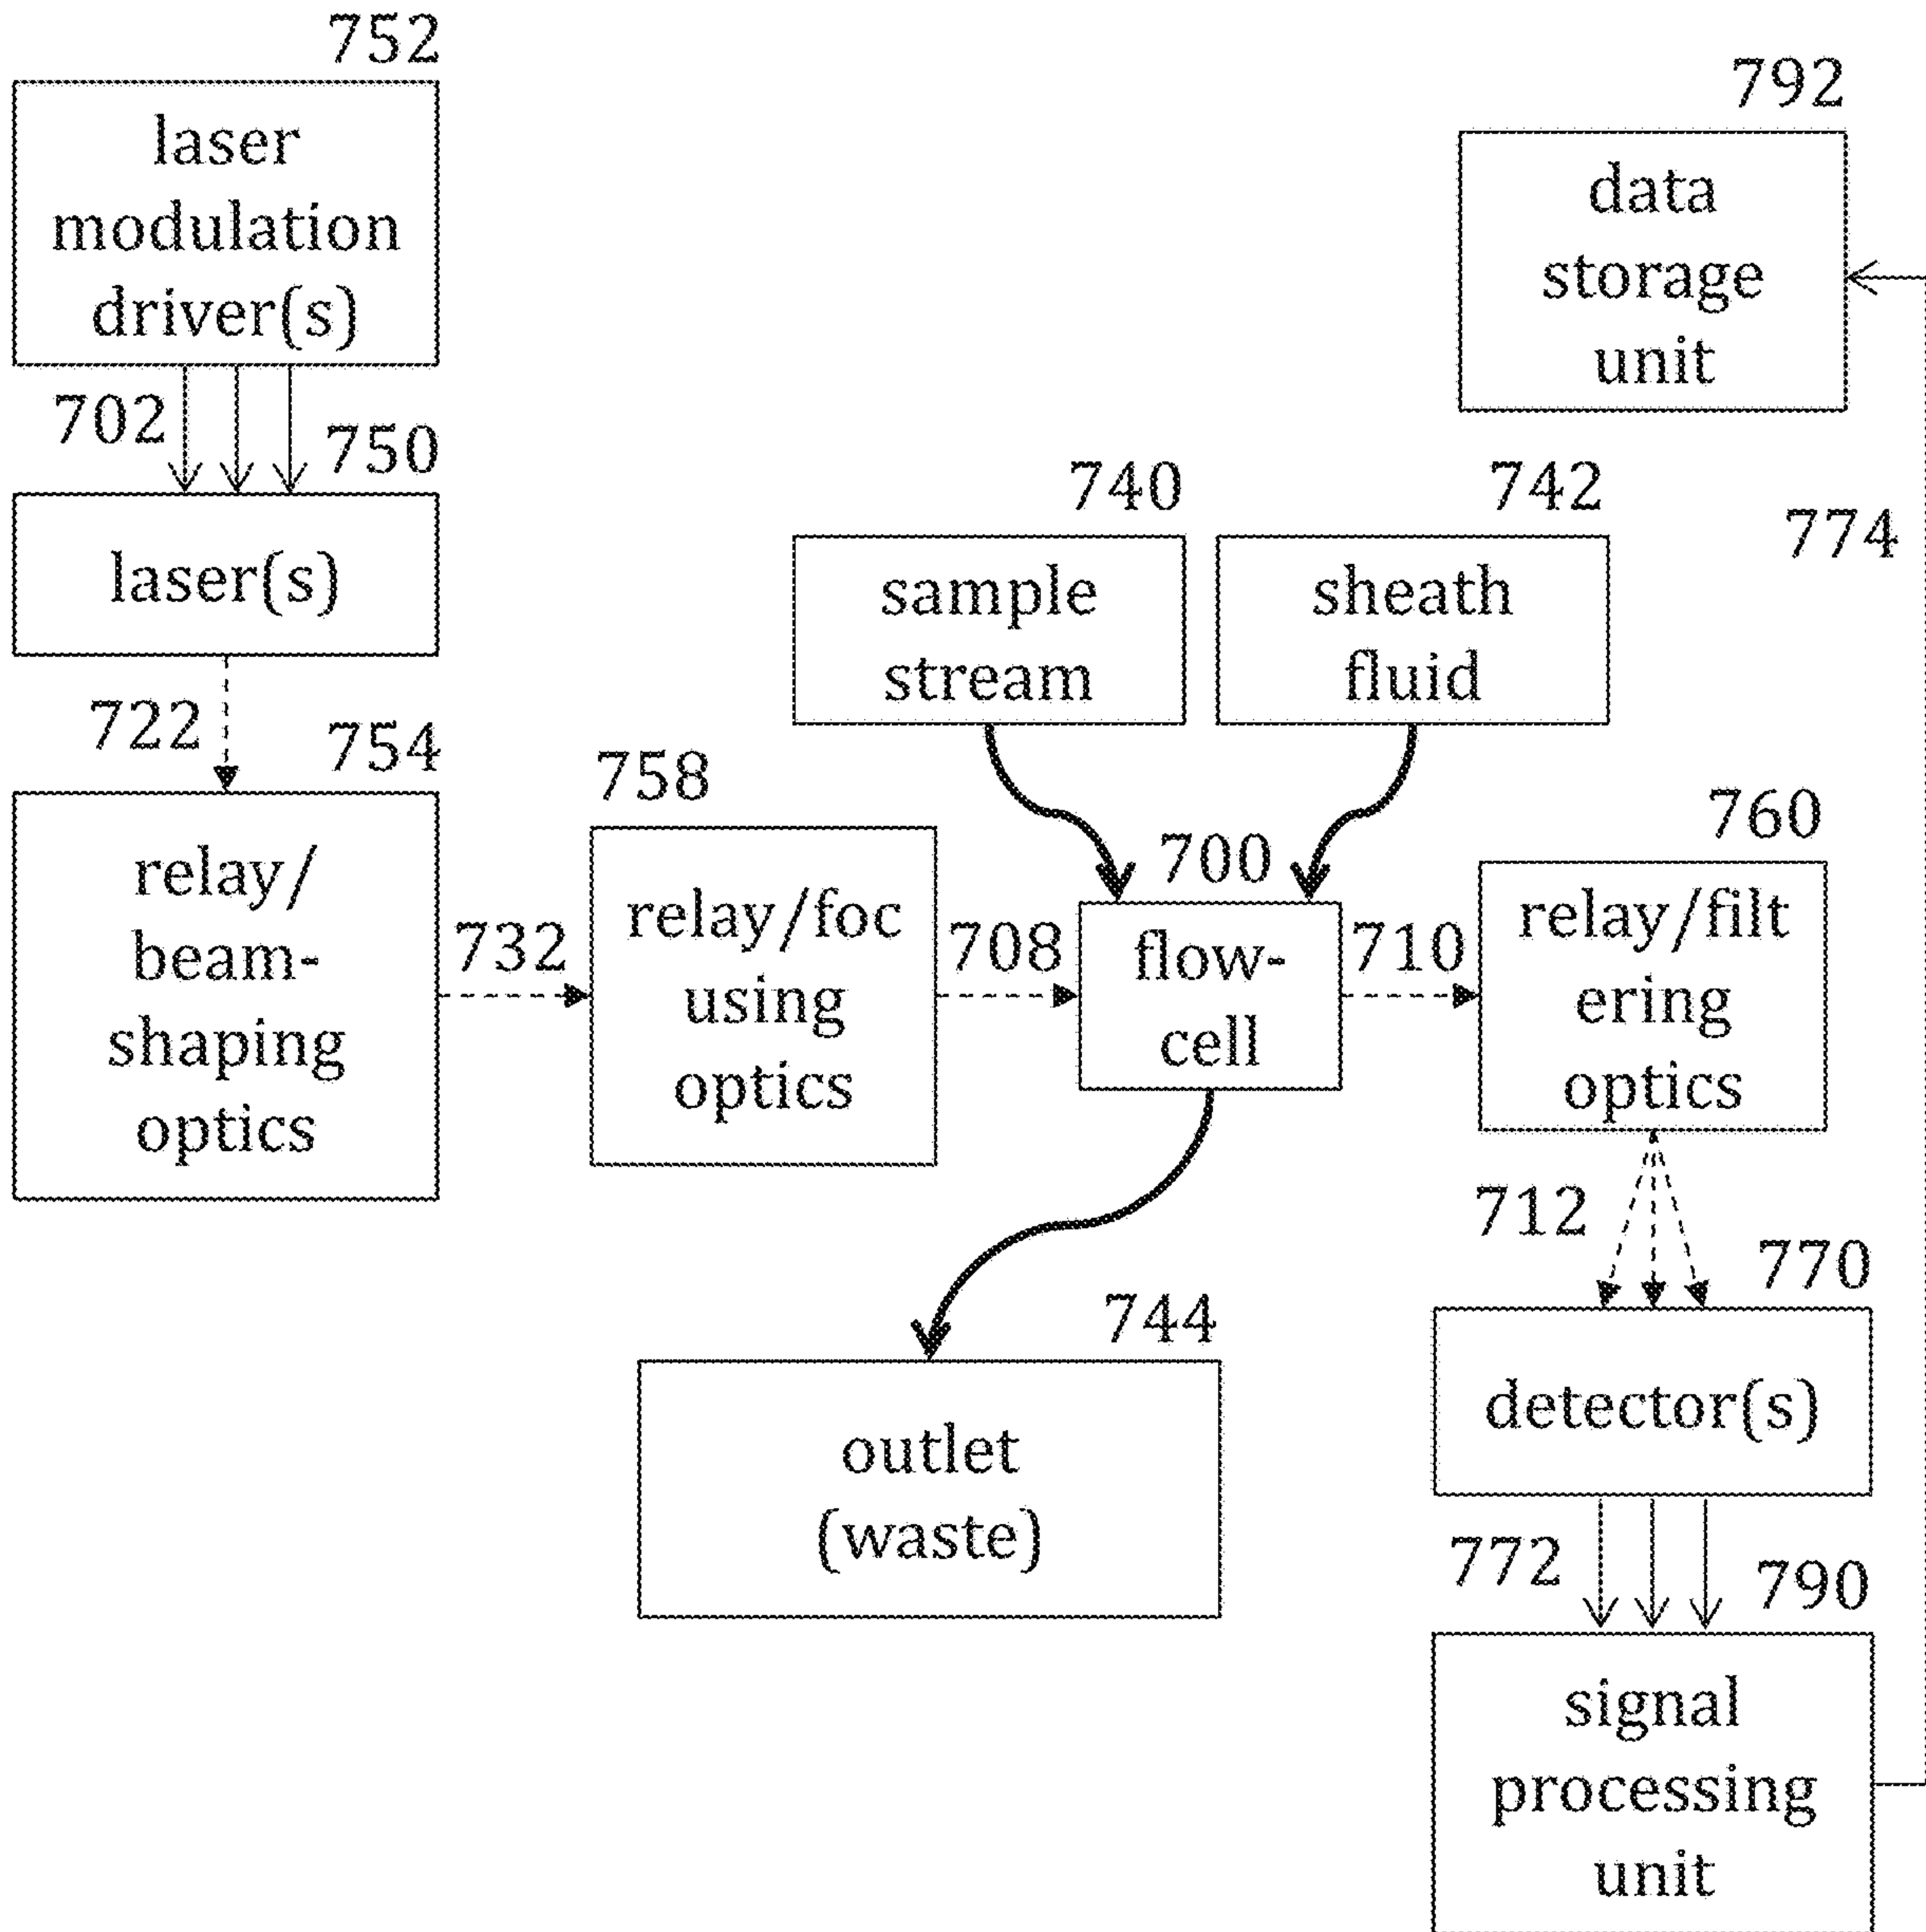 752
laser
modulation
driver(s)
702
750
laser(s)
722
754
relay/
beam-
shaping
optics
732
758
relay/foc
using
optics
708
740
sample
stream
742
sheath
fluid
700
flow-
cell
710
760
relay/filt
ering
optics
712
770
detector(s)
772
790
signal
processing
unit
774
792
data
storage
unit
744
outlet
(waste)